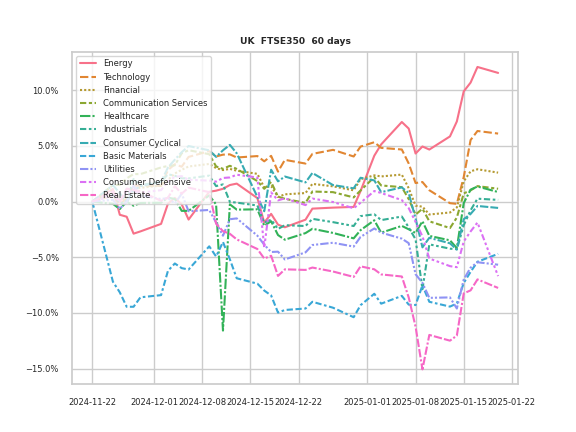 UK  FTSE350  60 days
Energy
Technology
Financial
Communication Services
Healthcare
Industrials
Consumer Cyclical
Basic Materials
Utilities
Consumer Defensive
Real Estate
10.0%
5.0%
0.0%
−5.0%
−10.0%
−15.0%
2024-11-22
2024-12-01
2024-12-08
2024-12-15
2024-12-22
2025-01-01
2025-01-08
2025-01-15
2025-01-22